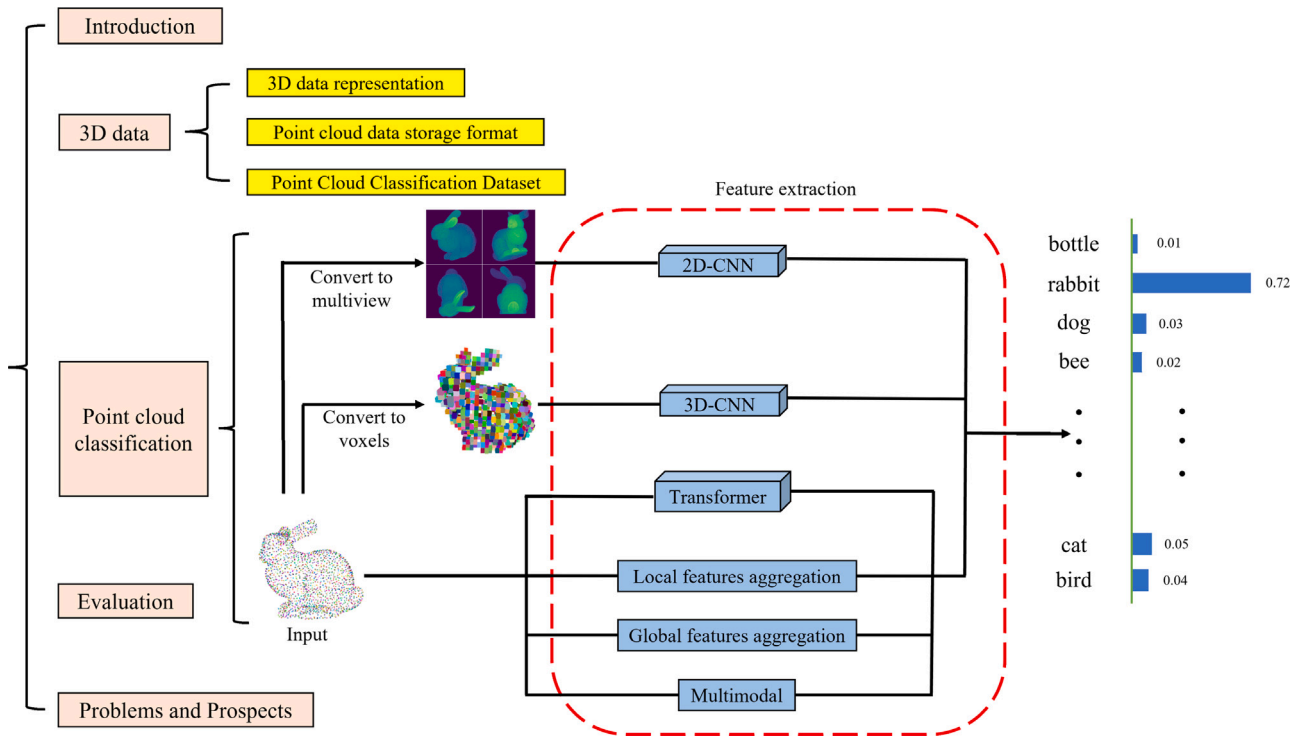 Introduction
3D data representation
3D data
Point cloud data storage format
Point Cloud Classification Dataset
Feature extraction
Convert to
multiview
2D-CNN
bottle
0.01
rabbit
0.72
dog
0.03
bee
0.02
Point cloud
classification
Convert to
voxels
3D-CNN
Transformer
cat
0.05
Local features aggregation
bird
0.04
Evaluation
Input
Global features aggregation
Multimodal
Problems and Prospects